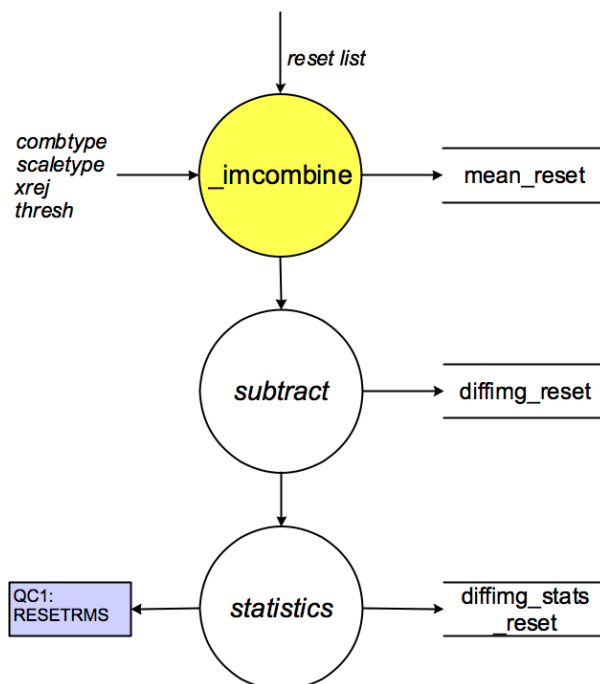 reset list
combtype
scaletype
xrej
thresh
_imcombine
mean_reset
subtract
diffimg_reset
QC1:
RESETRMS
statistics
diffimg_stats
_reset